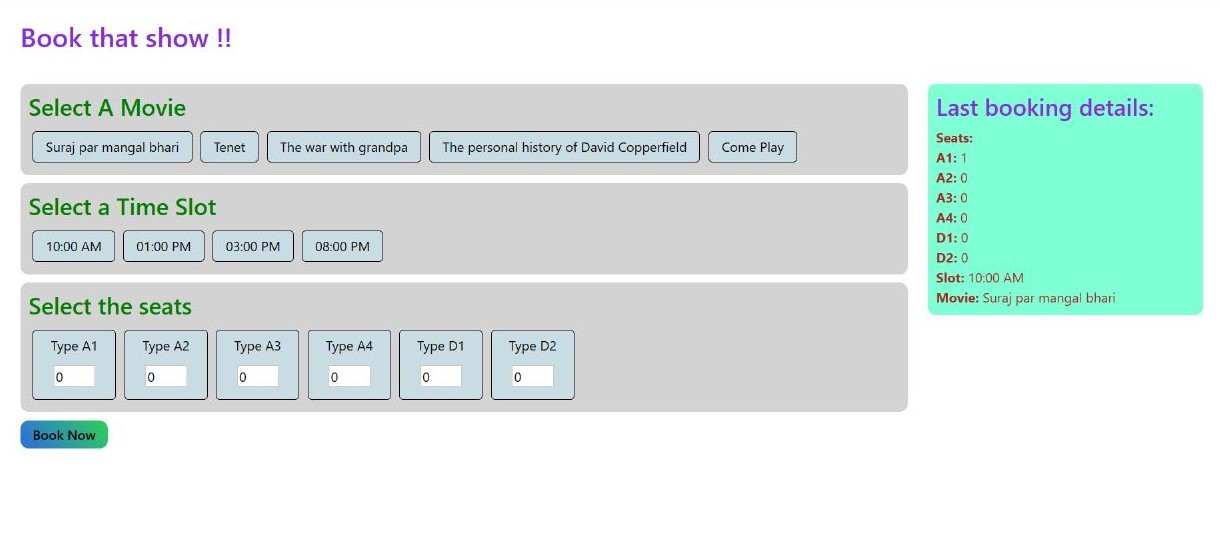 Book that show !!
Select A Movie
Suraj par mangal bhari Tenet The war with grandpa The personal history of David Copperfield Come Play
Select a Time Slot
10:00 AM 01:00 PM 03:00 PM 08:00 PM
Select the seats
Type A1 Type A2 Type A3 Type A4 Type D1 Type D2
0 0 0 0 0 0
Book Now
Last booking details:
Seats:
A1: 1
A2: 0
A3: 0
A4: 0
D1: 0
D2: 0
Slot: 10:00 AM
Movie: Suraj par mangal bhari